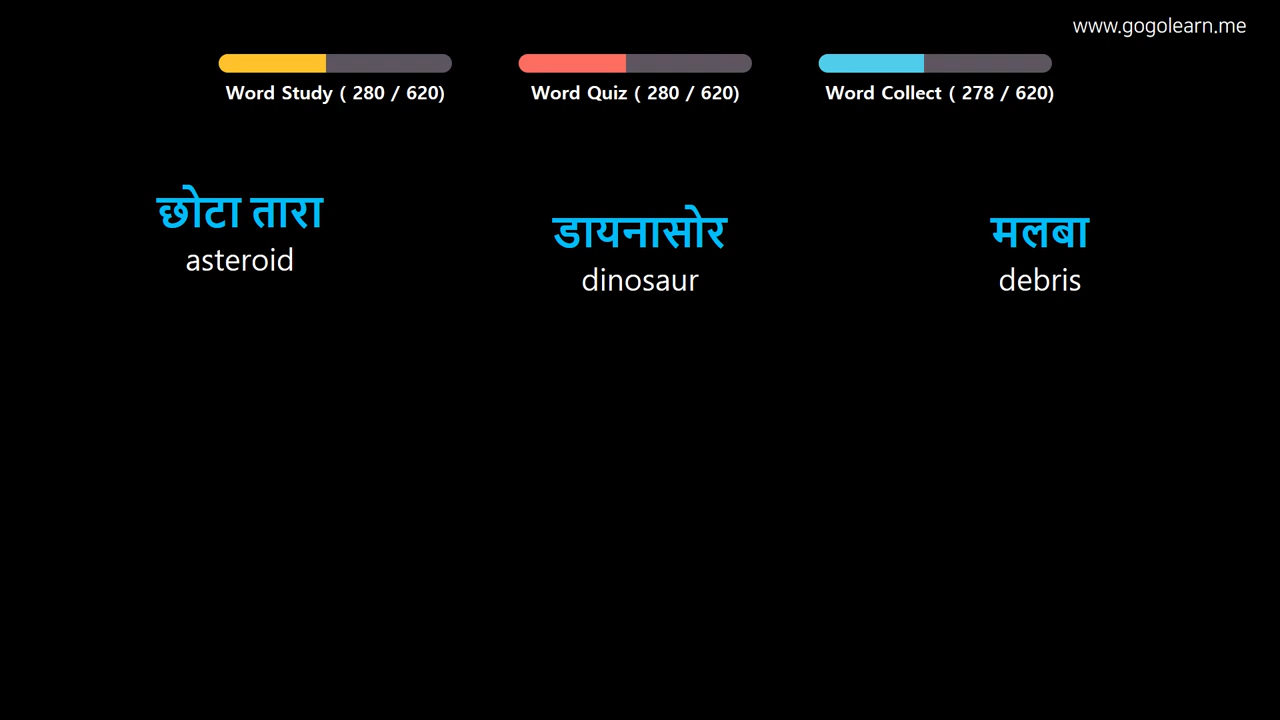 www.gogolearn.me
Word Study ( 280 / 620)
Word Quiz ( 280 / 620)
Word Collect ( 278 / 620)
छोटा तारा
asteroid
डायनासोर
dinosaur
मलबा
debris